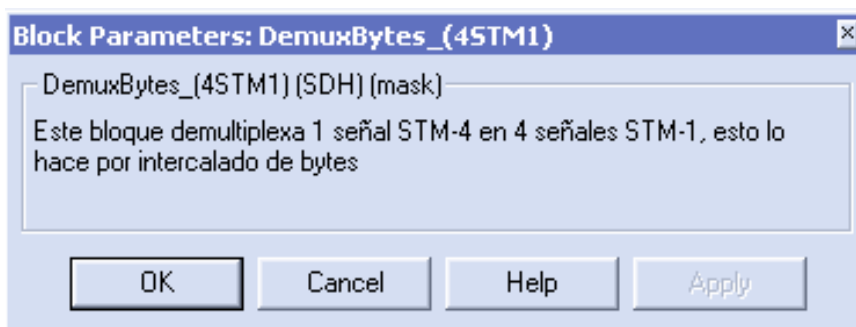 Block Parameters: DemuxBytes_(4STM1)
DemuxBytes_(4STM1) (SDH) (mask)
Este bloque demultiplexa 1 señal STM-4 en 4 señales STM-1, esto lo
hace por intercalado de bytes
OK Cancel Help Apply